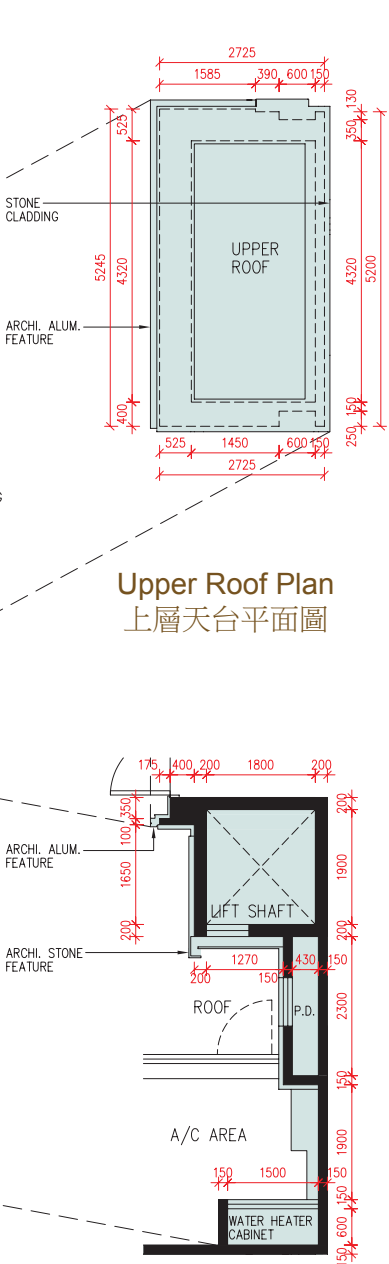 2725
1585 390 600 150
130
525
350
STONE
CLADDING
UPPER
ROOF
5245
4320
4320
5200
ARCHI. ALUM.
FEATURE
400
150
250
525 1450 600 150
2725
G
Upper Roof Plan
上層天台平面圖
175 400 200 1800 200
350
200
100
ARCHI. ALUM.
FEATURE
1650
1900
LIFT SHAFT
200
200
ARCHI. STONE
FEATURE
1270 430 150
200 150
ROOF
P.D.
2300
150
A/C AREA
1900
150 1500 150
150
WATER HEATER
CABINET
600
150